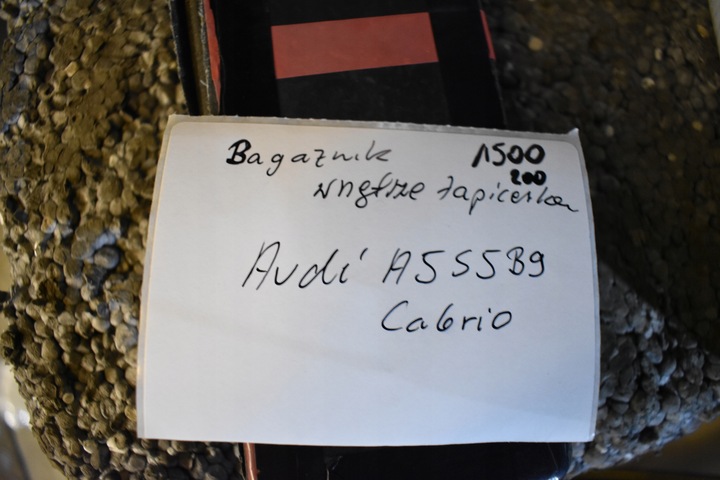 Bagaznik 1500
200
wnętrze tapicerka
Audi A5 S5 B9
Cabrio